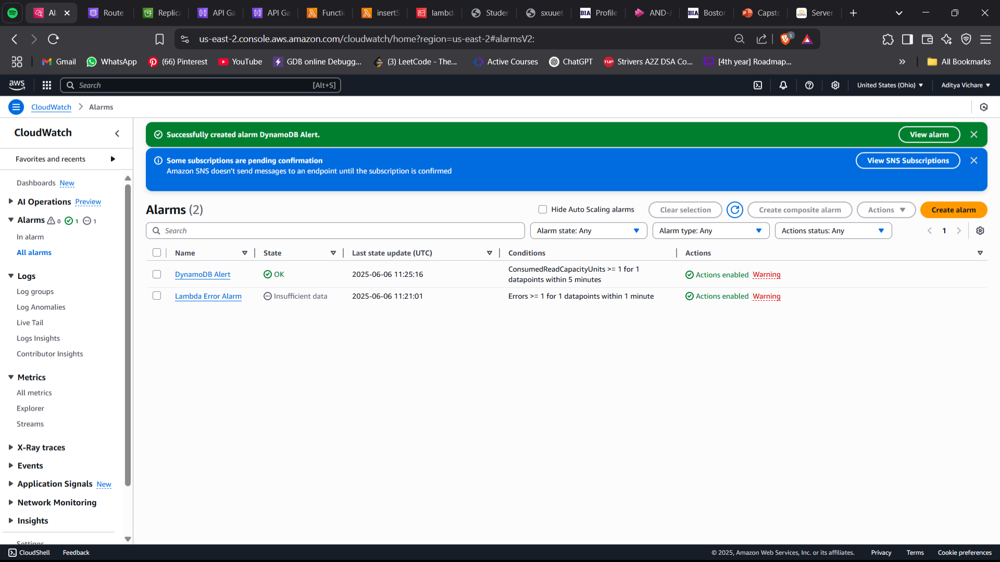 Al
Route
Replica
API Ga
API Ga
Functi
insertS
lambd
Studen
sxuuet
BIA Profile
AND-J
BIA Bostor
Capsto
Server
us-east-2.console.aws.amazon.com/cloudwatch/home?region=us-east-2#alarmsV2:
5
Gmail
WhatsApp
(66) Pinterest
YouTube
GDB online Debugg...
(3) LeetCode - The...
Active Courses
ChatGPT
TUF Strivers A2Z DSA Co...
[4th year] Roadmap...
All Bookmarks
aws
Search
[Alt+S]
United States (Ohio)
Aditya Vichare
CloudWatch
Alarms
CloudWatch
Favorites and recents
Dashboards New
AI Operations Preview
Alarms 0 1 1
In alarm
All alarms
Logs
Log groups
Log Anomalies
Live Tail
Logs Insights
Contributor Insights
Metrics
All metrics
Explorer
Streams
X-Ray traces
Events
Application Signals New
Network Monitoring
Insights
Settings
Successfully created alarm DynamoDB Alert.
View alarm
Some subscriptions are pending confirmation
Amazon SNS doesn't send messages to an endpoint until the subscription is confirmed
View SNS Subscriptions
Alarms (2)
Hide Auto Scaling alarms
Clear selection
Create composite alarm
Actions
Create alarm
Search
Alarm state: Any
Alarm type: Any
Actions status: Any
1
Name
State
Last state update (UTC)
Conditions
Actions
DynamoDB Alert
OK
2025-06-06 11:25:16
ConsumedReadCapacityUnits >= 1 for 1
datapoints within 5 minutes
Actions enabled Warning
Lambda Error Alarm
Insufficient data
2025-06-06 11:21:01
Errors >= 1 for 1 datapoints within 1 minute
Actions enabled Warning
CloudShell
Feedback
© 2025, Amazon Web Services, Inc. or its affiliates.
Privacy
Terms
Cookie preferences